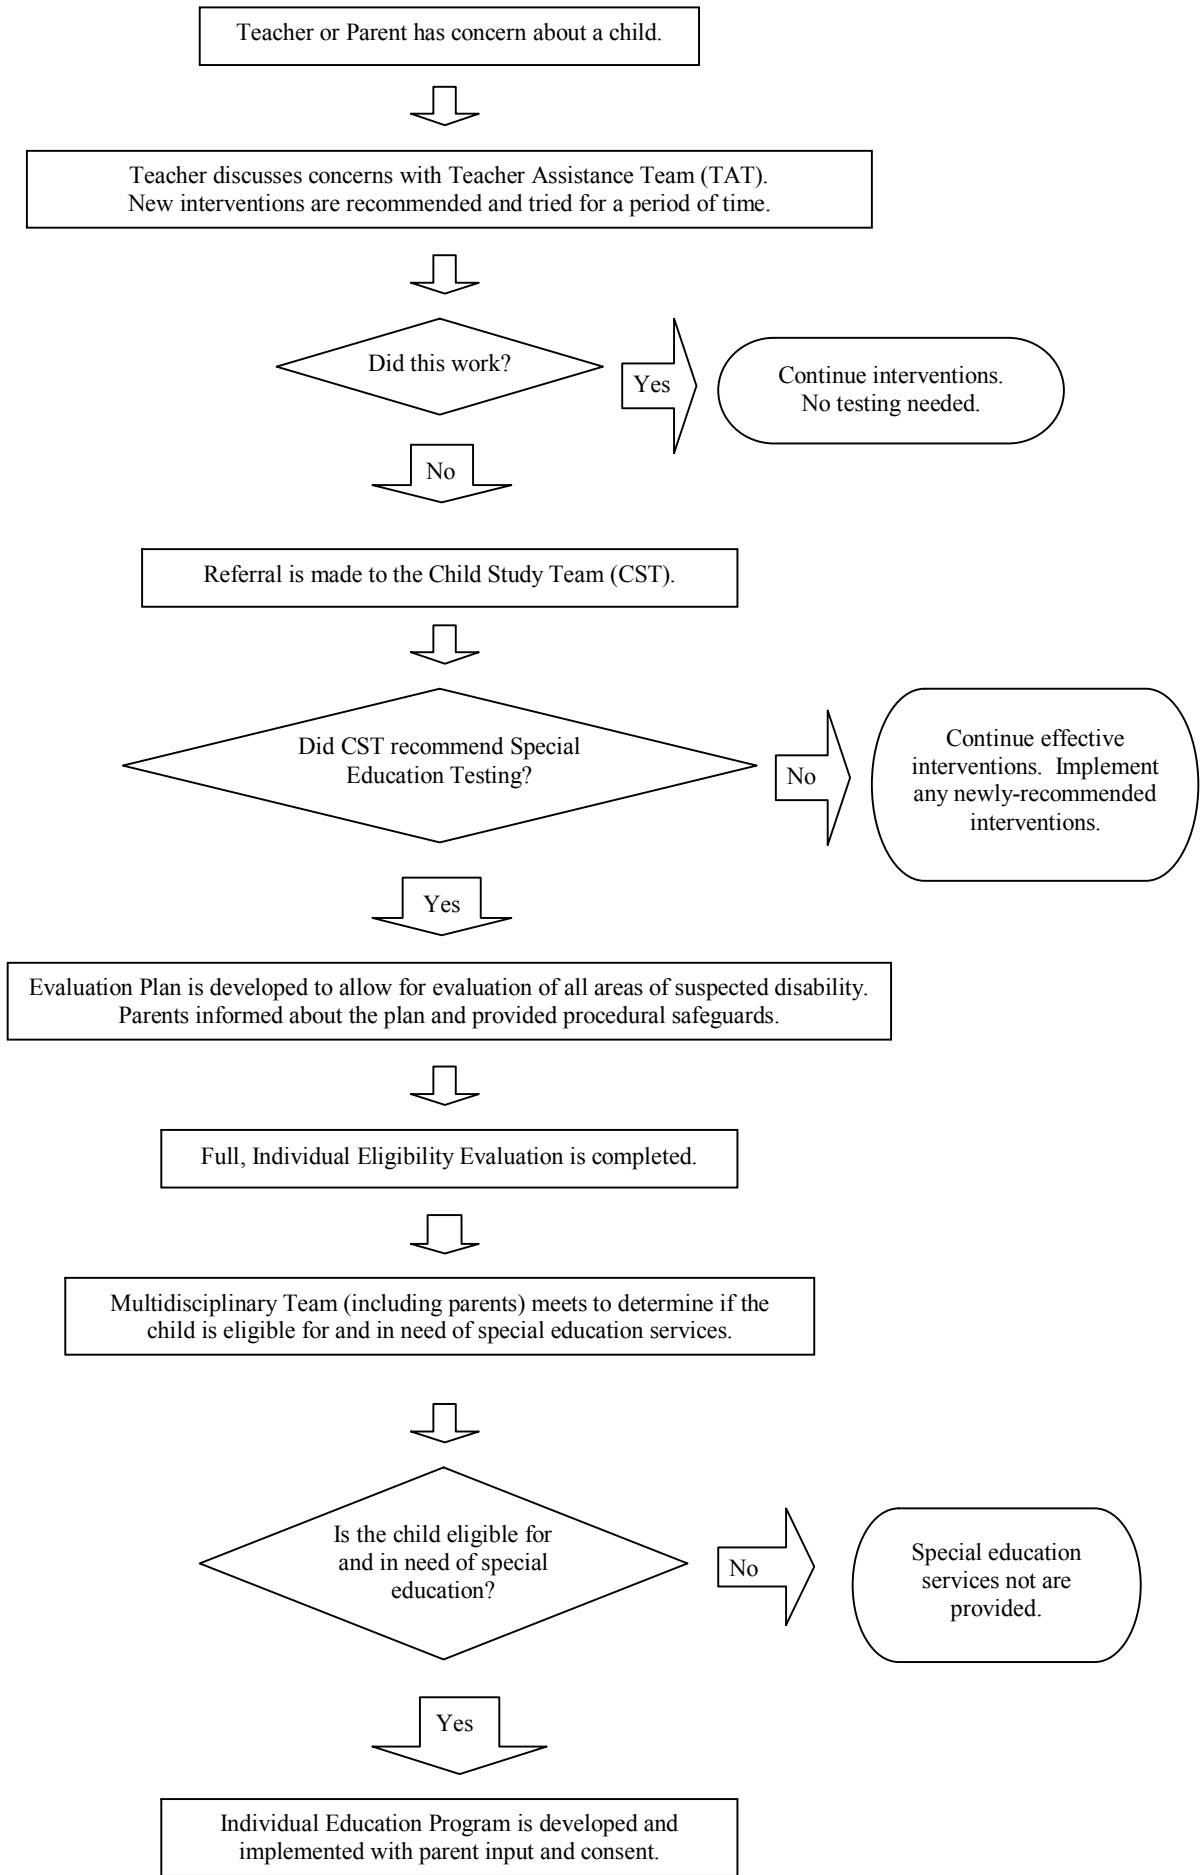 Teacher or Parent has concern about a child.
Teacher discusses concerns with Teacher Assistance Team (TAT).
New interventions are recommended and tried for a period of time.
Did this work?
Yes
Continue interventions.
No testing needed.
No
Referral is made to the Child Study Team (CST).
Did CST recommend Special
Education Testing?
No
Continue effective
interventions.  Implement
any newly-recommended
interventions.
Yes
Evaluation Plan is developed to allow for evaluation of all areas of suspected disability.
Parents informed about the plan and provided procedural safeguards.
Full, Individual Eligibility Evaluation is completed.
Multidisciplinary Team (including parents) meets to determine if the
child is eligible for and in need of special education services.
Is the child eligible for
and in need of special
education?
No
Special education
services not are
provided.
Yes
Individual Education Program is developed and
implemented with parent input and consent.